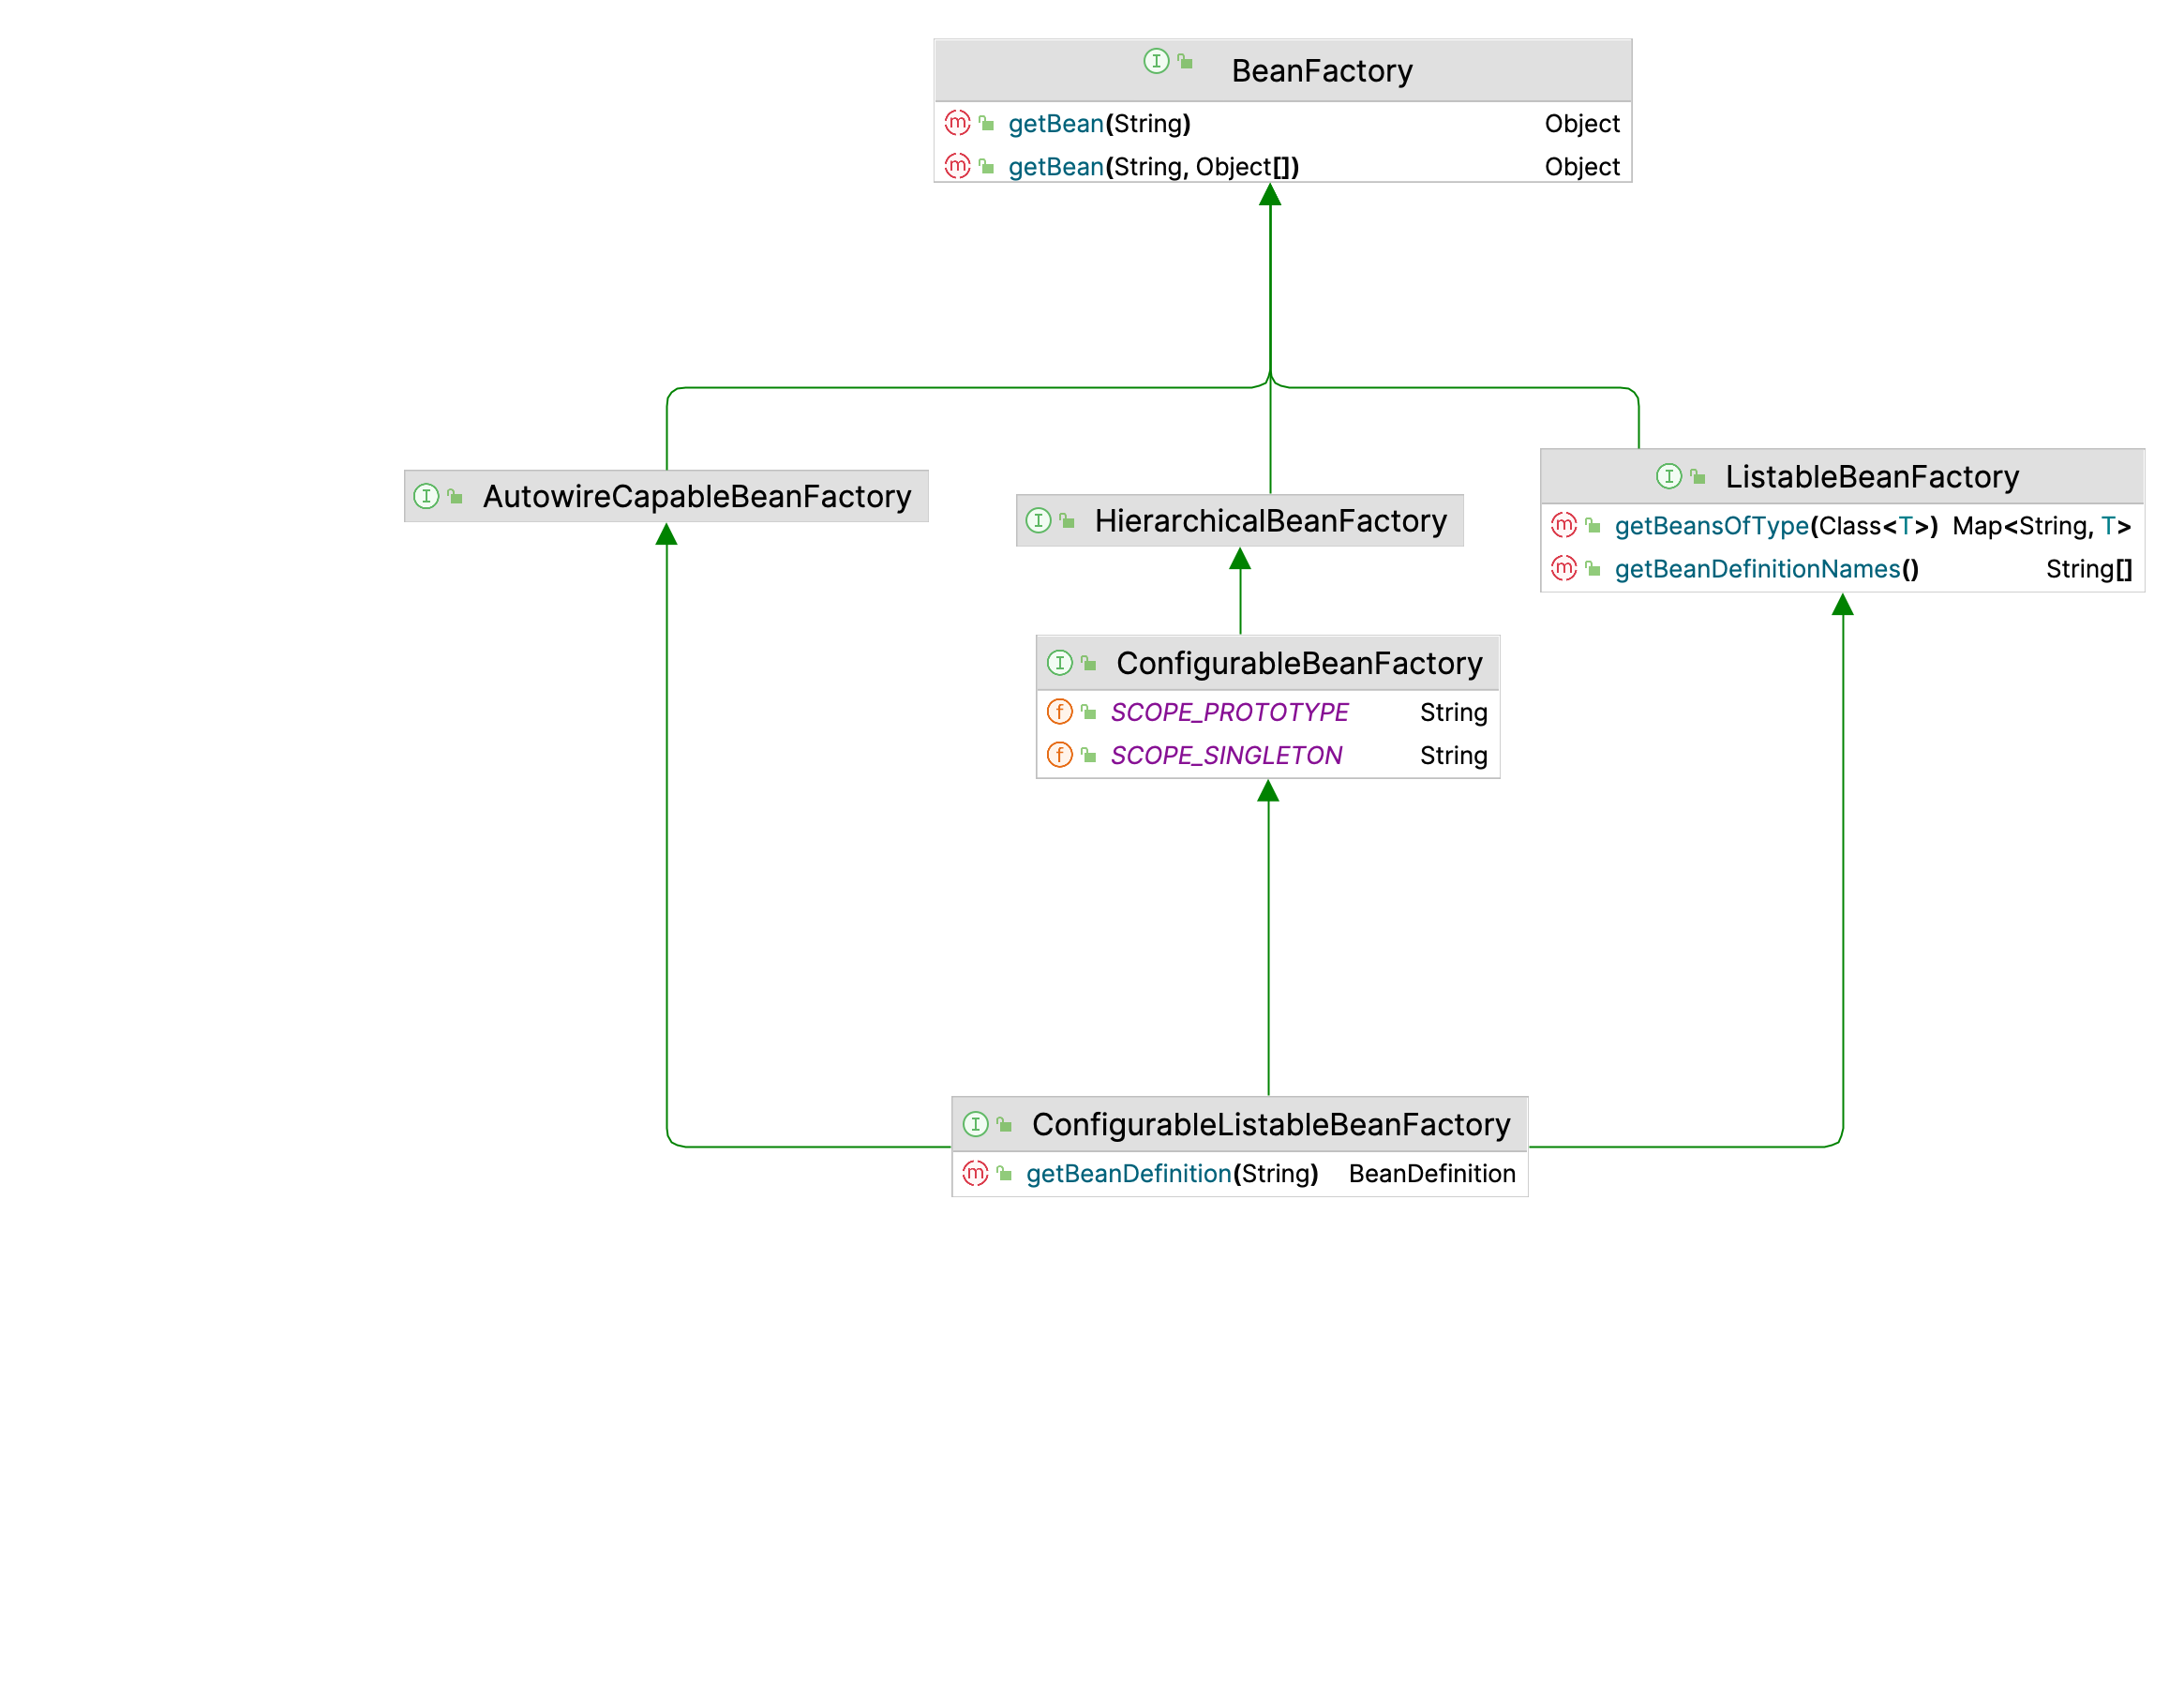 BeanFactory
getBean(String) Object
getBean(String, Object[]) Object
AutowireCapableBeanFactory
HierarchicalBeanFactory
ListableBeanFactory
getBeansOfType(Class<T>) Map<String, T>
getBeanDefinitionNames() String[]
ConfigurableBeanFactory
SCOPE_PROTOTYPE String
SCOPE_SINGLETON String
ConfigurableListableBeanFactory
getBeanDefinition(String) BeanDefinition